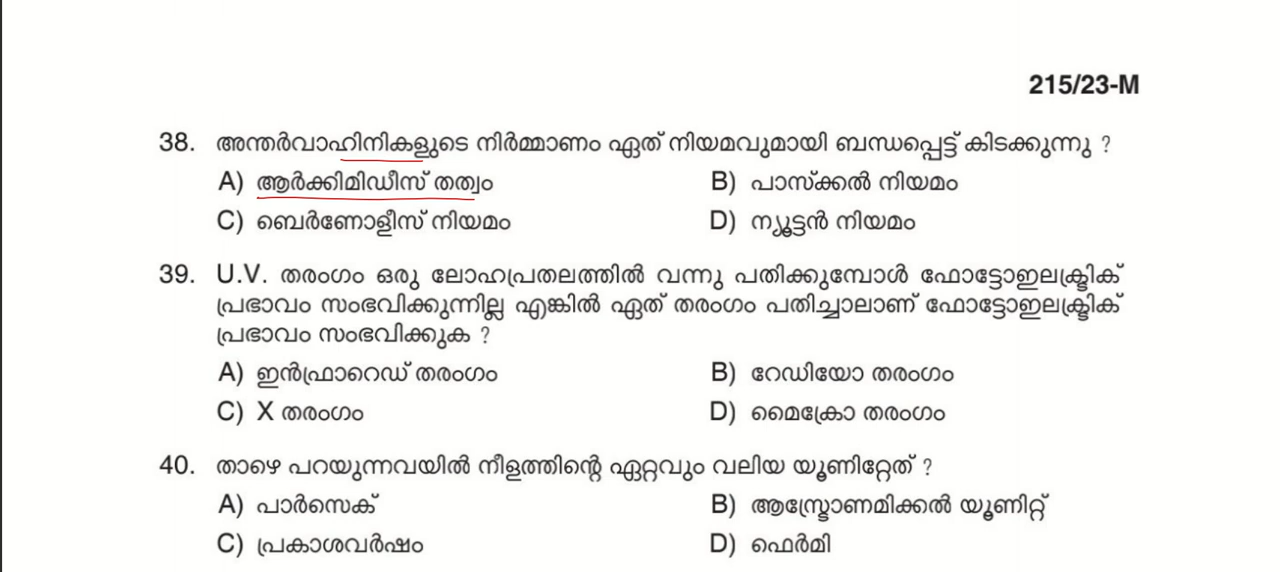 215/23-M
38. അന്തർവാഹിനികളുടെ നിർമ്മാണം ഏത് നിയമവുമായി ബന്ധപ്പെട്ട് കിടക്കുന്നു ?
A) ആർക്കിമിഡീസ് തത്വം B) പാസ്ക്കൽ നിയമം
C) ബെർണോളീസ് നിയമം D) ന്യൂട്ടൻ നിയമം
39. U.V. തരംഗം ഒരു ലോഹപ്രതലത്തിൽ വന്നു പതിക്കുമ്പോൾ ഫോട്ടോഇലക്ട്രിക്
പ്രഭാവം സംഭവിക്കുന്നില്ല എങ്കിൽ ഏത് തരംഗം പതിച്ചാലാണ് ഫോട്ടോഇലക്ട്രിക്
പ്രഭാവം സംഭവിക്കുക ?
A) ഇൻഫ്രാറെഡ് തരംഗം B) റേഡിയോ തരംഗം
C) X തരംഗം D) മൈക്രോ തരംഗം
40. താഴെ പറയുന്നവയിൽ നീളത്തിന്റെ ഏറ്റവും വലിയ യൂണിറ്റേത് ?
A) പാർസെക് B) ആസ്ട്രോണമിക്കൽ യൂണിറ്റ്
C) പ്രകാശവർഷം D) ഫെർമി